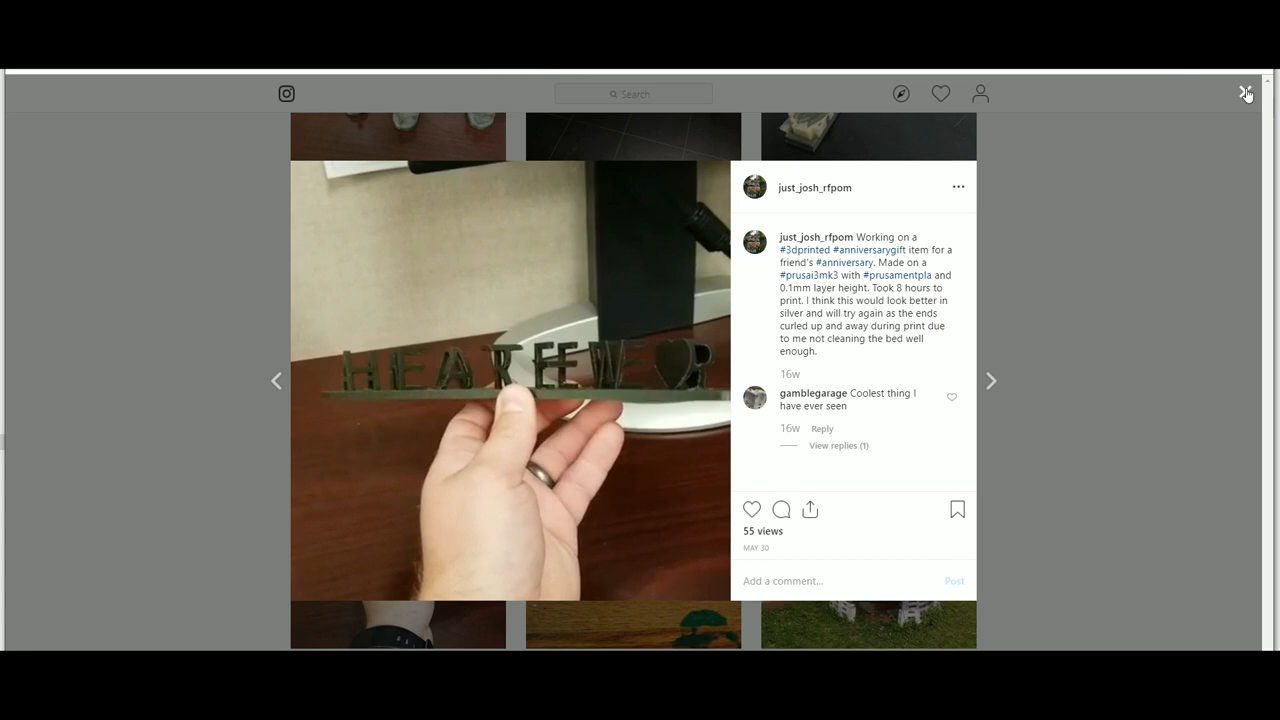 Search
just_josh_rfpom
just_josh_rfpom Working on a
#3dprinted #anniversarygift item for a
friend's #anniversary. Made on a
#prusai3mk3 with #prusamentpla and
0.1mm layer height. Took 8 hours to
print. I think this would look better in
silver and will try again as the ends
curled up and away during print due
to me not cleaning the bed well
enough.
16w
gamblegarage Coolest thing I
have ever seen
16w Reply
View replies (1)
55 views
MAY 30
Add a comment... Post